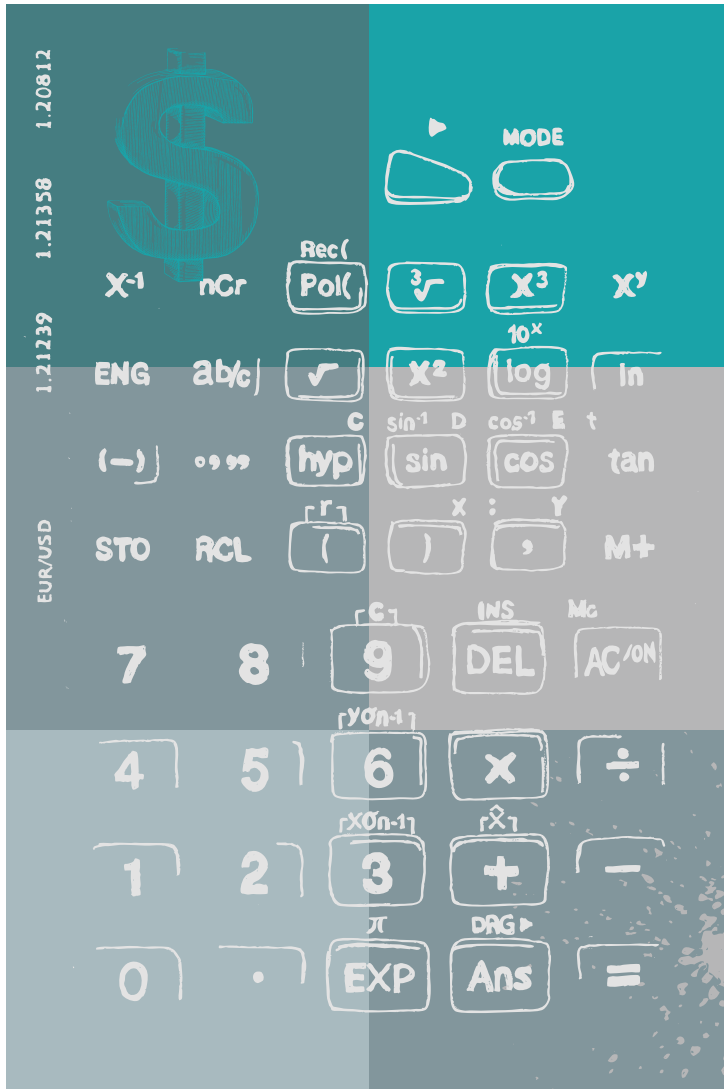 1.20812
1.21358
1.21239
EUR/USD
$
MODE
Rec(
X-1 nCr Pol( 3√ X3 Xy
10x
ENG ab/c √ X2 log ln
C sin-1 D cos-1 E t
(−) °,,, hyp sin cos tan
r X : Y
STO RCL ( ) , M+
C INS Mc
7 8 9 DEL AC/ON
yσn-1
4 5 6 × ÷
xσn-1 x̂
1 2 3 + −
π DRG▶
0 . EXP Ans =